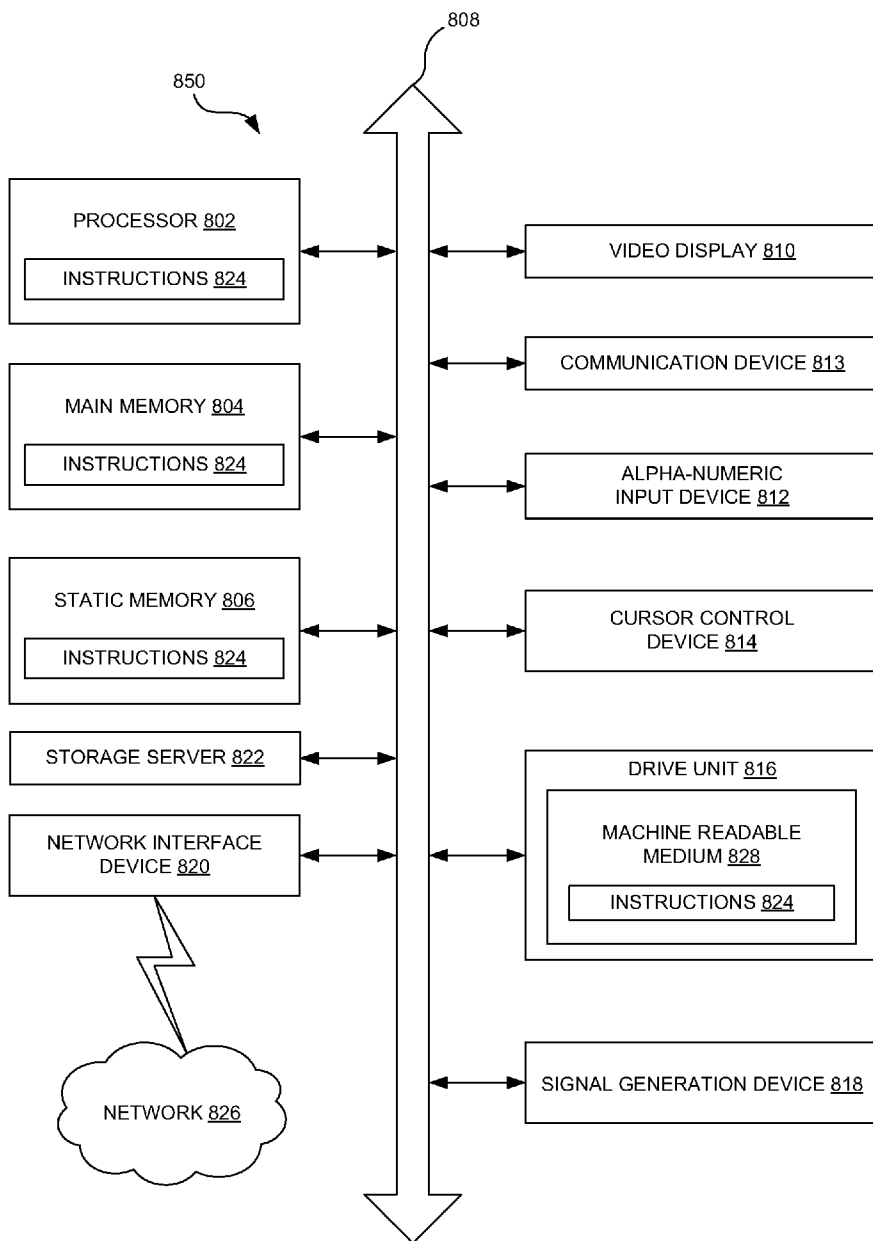 808
850
PROCESSOR 802
INSTRUCTIONS 824
MAIN MEMORY 804
INSTRUCTIONS 824
STATIC MEMORY 806
INSTRUCTIONS 824
STORAGE SERVER 822
NETWORK INTERFACE
DEVICE 820
NETWORK 826
VIDEO DISPLAY 810
COMMUNICATION DEVICE 813
ALPHA-NUMERIC
INPUT DEVICE 812
CURSOR CONTROL
DEVICE 814
DRIVE UNIT 816
MACHINE READABLE
MEDIUM 828
INSTRUCTIONS 824
SIGNAL GENERATION DEVICE 818